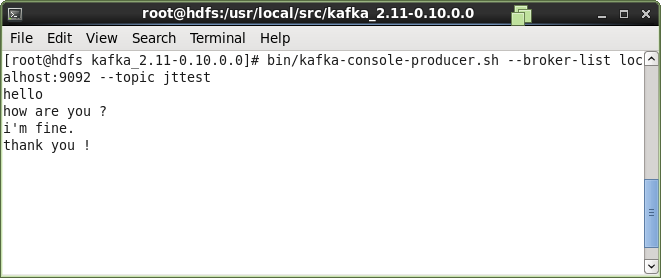 root@hdfs:/usr/local/src/kafka_2.11-0.10.0.0
File Edit View Search Terminal Help
[root@hdfs kafka_2.11-0.10.0.0]# bin/kafka-console-producer.sh --broker-list loc
alhost:9092 --topic jttest
hello
how are you ?
i'm fine.
thank you !